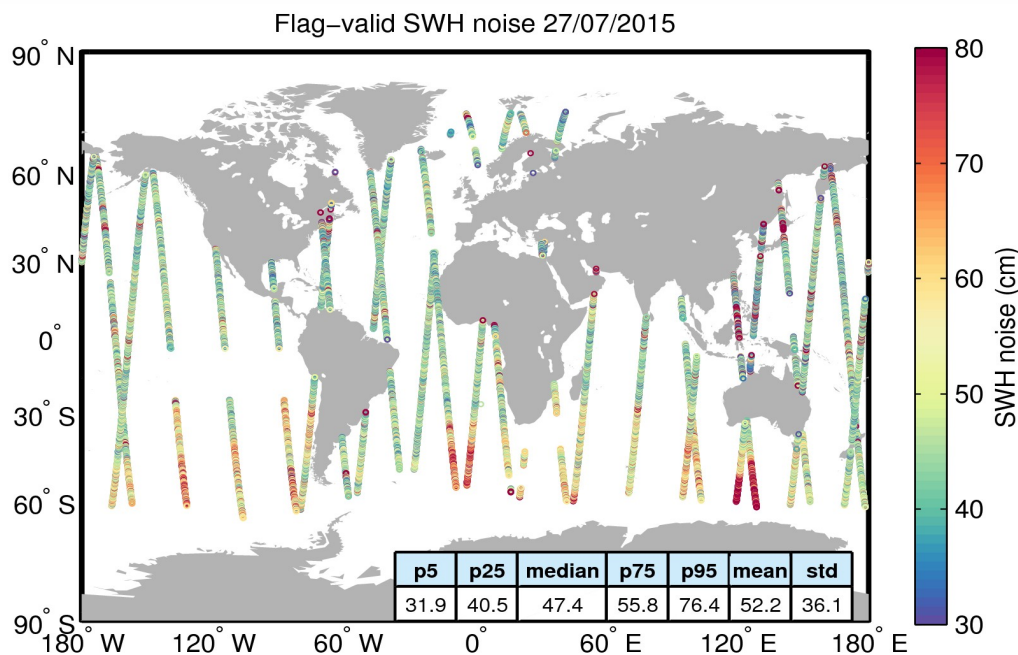 Flag−valid SWH noise 27/07/2015
90° N
60° N
30° N
0°
30° S
60° S
90° S
180° W
120° W
60° W
0°
60° E
120° E
180° E
p5 p25 median p75 p95 mean std
31.9 40.5 47.4 55.8 76.4 52.2 36.1
80
70
60
50
40
30
SWH noise (cm)